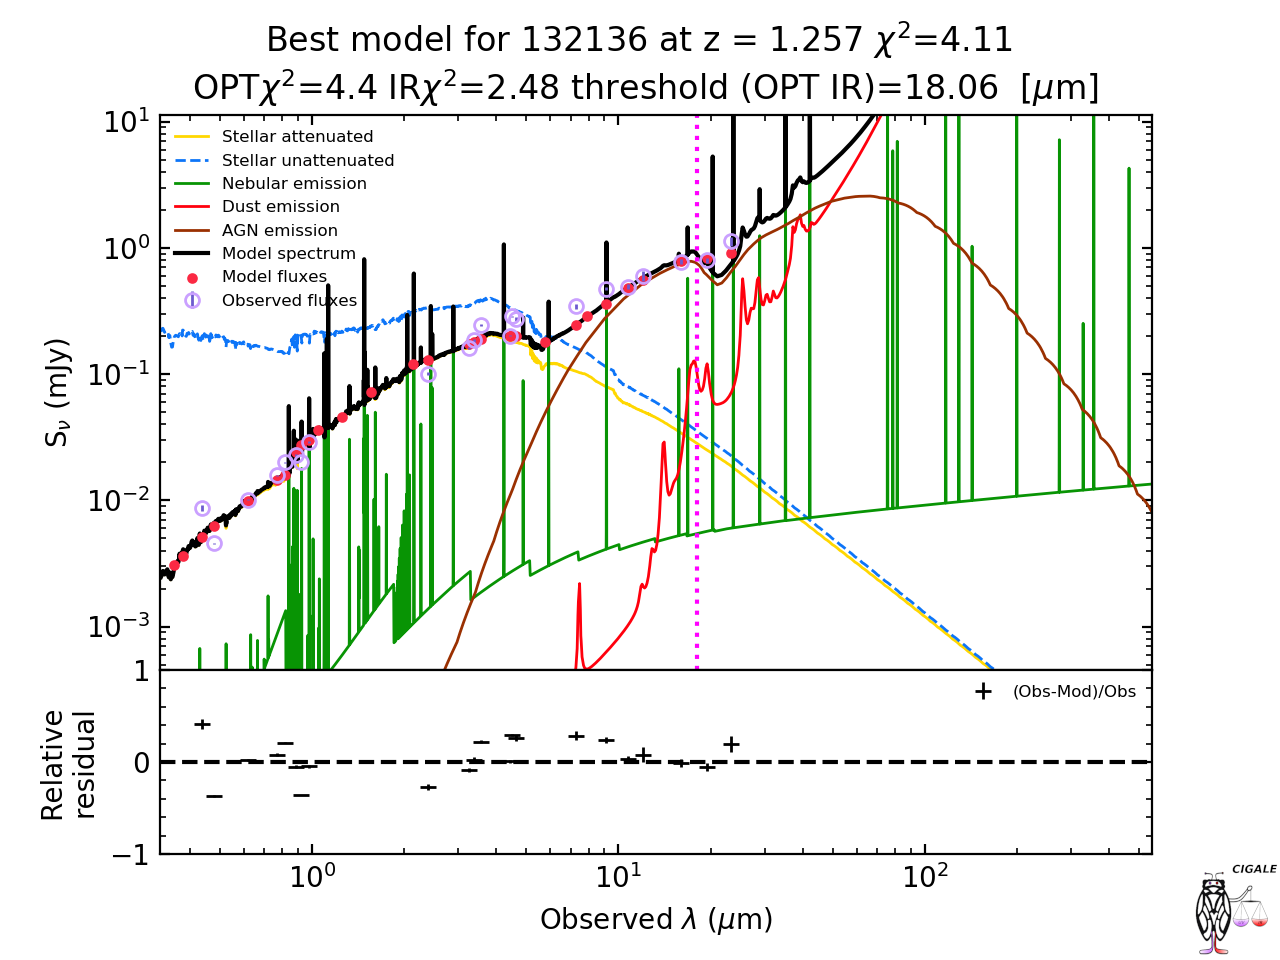 Best model for 132136 at z = 1.257 χ²=4.11
OPTχ²=4.4 IRχ²=2.48 threshold (OPT IR)=18.06 [μm]
10¹
10⁰
10⁻¹
10⁻²
10⁻³
S_ν (mJy)
Stellar attenuated
Stellar unattenuated
Nebular emission
Dust emission
AGN emission
Model spectrum
Model fluxes
Observed fluxes
1
0
−1
Relative
residual
(Obs-Mod)/Obs
10⁰
10¹
10²
Observed λ (μm)
CIGALE